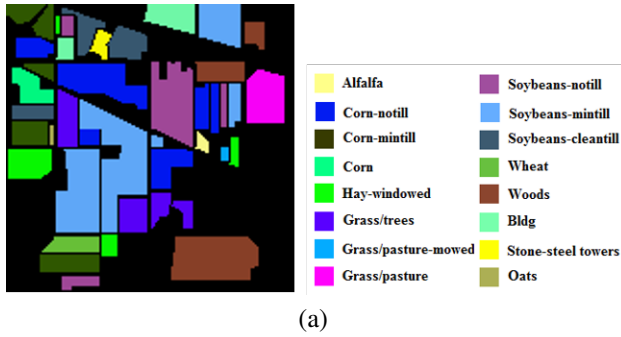 Alfalfa
Corn-notill
Corn-mintill
Corn
Hay-windowed
Grass/trees
Grass/pasture-mowed
Grass/pasture
Soybeans-notill
Soybeans-mintill
Soybeans-cleantill
Wheat
Woods
Bldg
Stone-steel towers
Oats
(a)